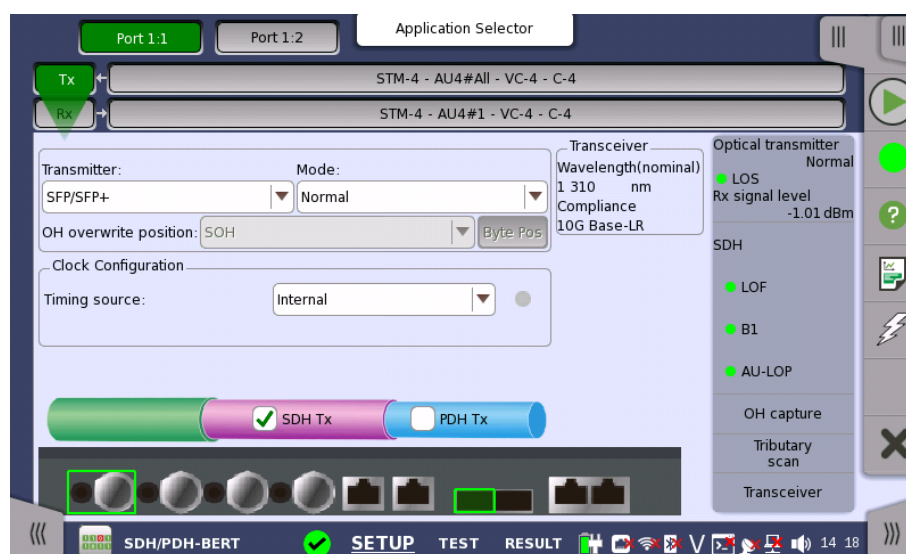 Port 1:1 Port 1:2 Application Selector
Tx STM-4 - AU4#All - VC-4 - C-4
Rx STM-4 - AU4#1 - VC-4 - C-4
Transmitter: Mode:
SFP/SFP+ Normal
OH overwrite position: SOH Byte Pos
Clock Configuration
Timing source: Internal
Transceiver
Wavelength(nominal)
1 310 nm
Compliance
10G Base-LR
Optical transmitter
Normal
LOS
Rx signal level
-1.01 dBm
SDH
LOF
B1
AU-LOP
OH capture
Tributary
scan
Transceiver
SDH Tx PDH Tx
SDH/PDH-BERT SETUP TEST RESULT V 14 18